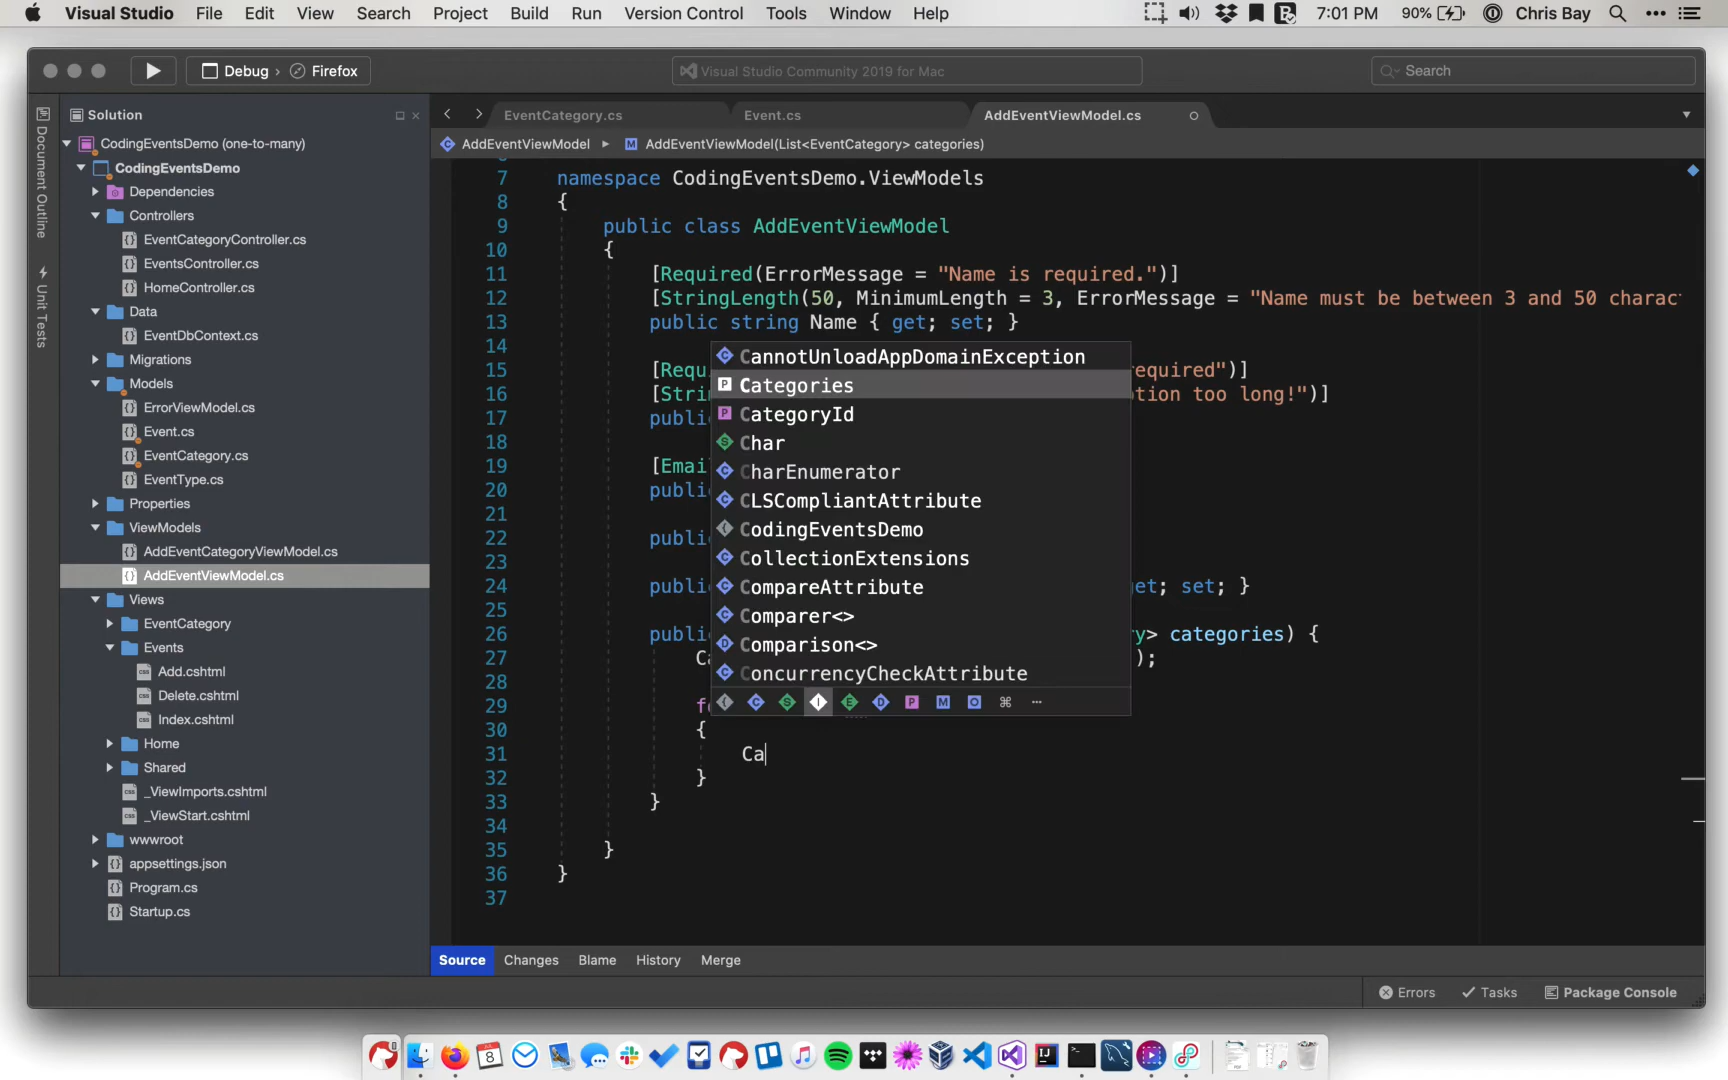 Visual Studio File Edit View Search Project Build Run Version Control Tools Window Help 7:01 PM 90% Chris Bay
Debug › Firefox Visual Studio Community 2019 for Mac Search
Document Outline
Unit Tests
Solution
CodingEventsDemo (one-to-many)
CodingEventsDemo
Dependencies
Controllers
EventCategoryController.cs
EventsController.cs
HomeController.cs
Data
EventDbContext.cs
Migrations
Models
ErrorViewModel.cs
Event.cs
EventCategory.cs
EventType.cs
Properties
ViewModels
AddEventCategoryViewModel.cs
AddEventViewModel.cs
Views
EventCategory
Events
Add.cshtml
Delete.cshtml
Index.cshtml
Home
Shared
_ViewImports.cshtml
_ViewStart.cshtml
wwwroot
appsettings.json
Program.cs
Startup.cs
EventCategory.cs Event.cs AddEventViewModel.cs
AddEventViewModel AddEventViewModel(List<EventCategory> categories)
7 namespace CodingEventsDemo.ViewModels
8 {
9 public class AddEventViewModel
10 {
11 [Required(ErrorMessage = "Name is required.")]
12 [StringLength(50, MinimumLength = 3, ErrorMessage = "Name must be between 3 and 50 charac
13 public string Name { get; set; }
14
15 [Requ equired")]
16 [Stri tion too long!")]
17 publi
18
19 [Emai
20 publi
21
22 publi
23
24 publi et; set; }
25
26 publi y> categories) {
27 Ca );
28
29 fo
30 {
31 Ca
32 }
33 }
34
35 }
36 }
37
CannotUnloadAppDomainException
Categories
CategoryId
Char
CharEnumerator
CLSCompliantAttribute
CodingEventsDemo
CollectionExtensions
CompareAttribute
Comparer<>
Comparison<>
ConcurrencyCheckAttribute
Source Changes Blame History Merge
Errors Tasks Package Console